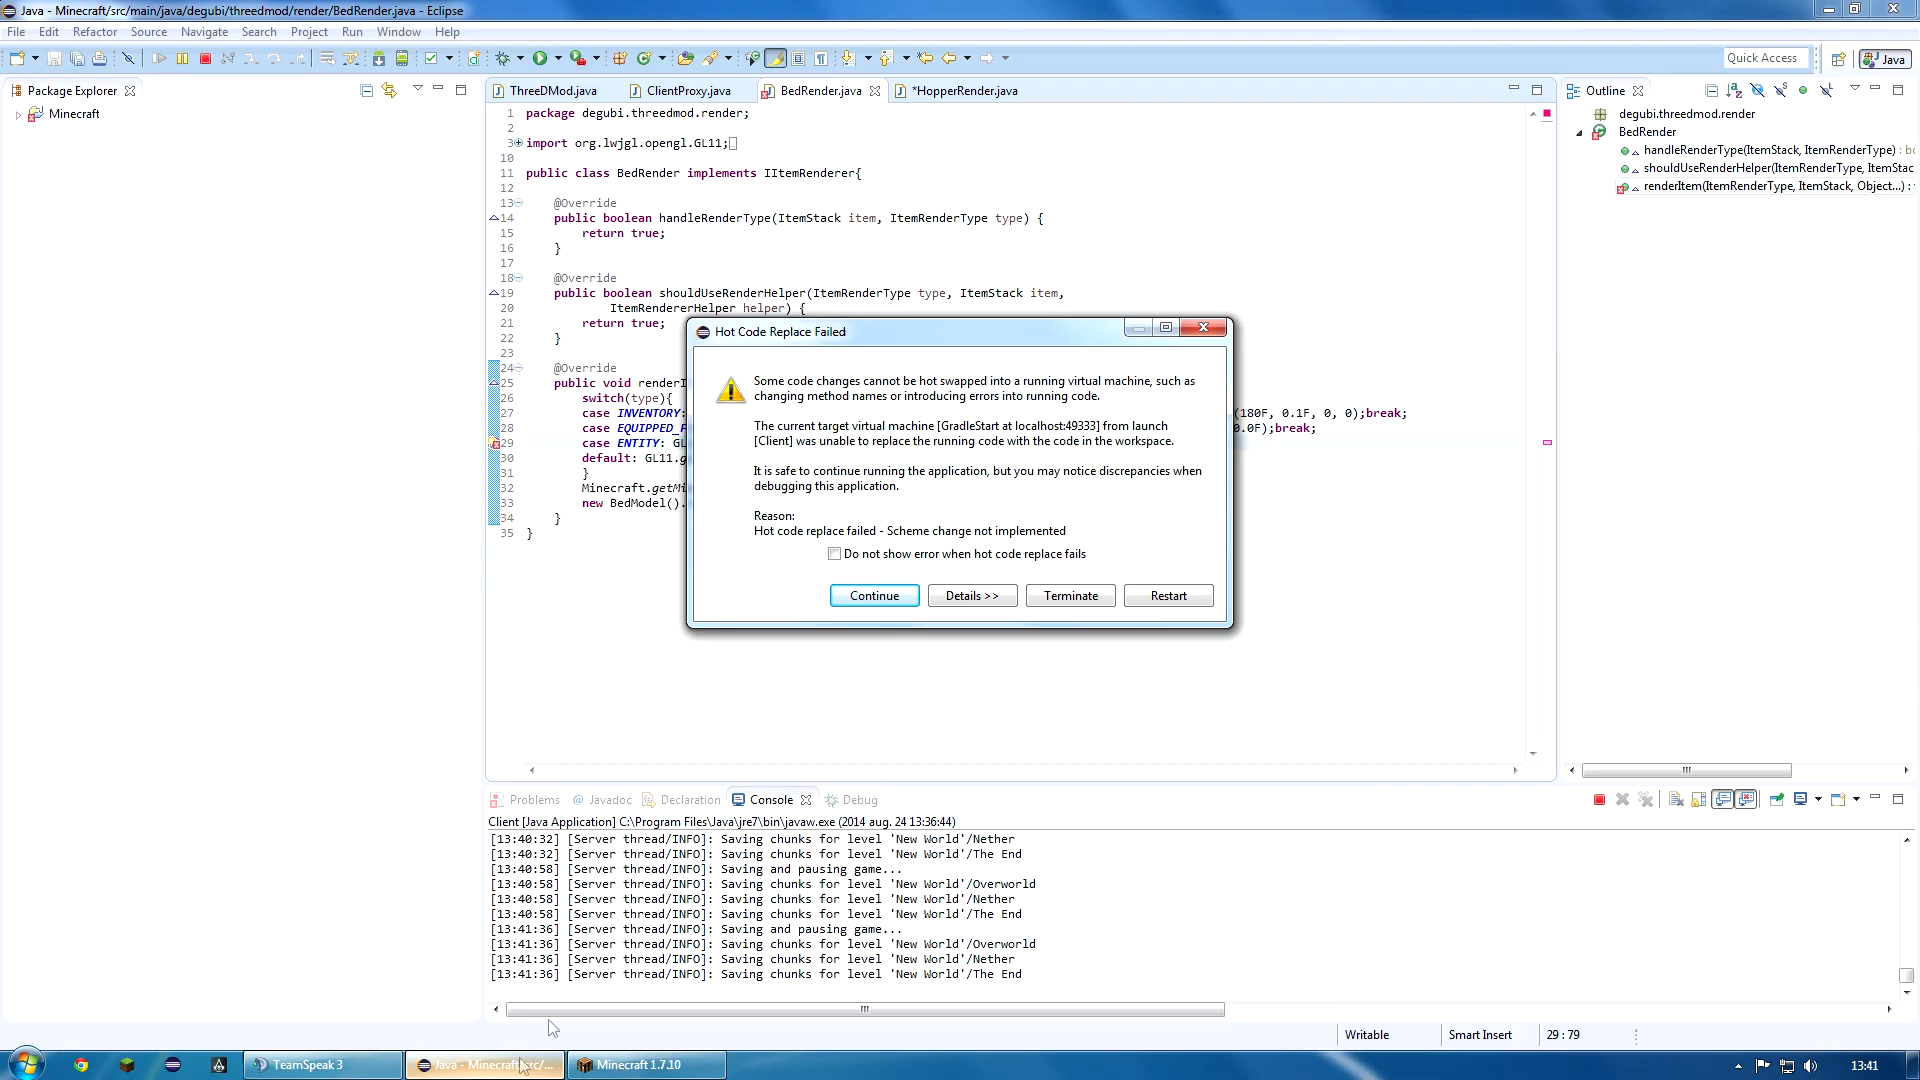 Java - Minecraft/src/main/java/degubi/threedmod/render/BedRender.java - Eclipse
File Edit Refactor Source Navigate Search Project Run Window Help
Quick Access
Java
Package Explorer
Minecraft
ThreeDMod.java
ClientProxy.java
BedRender.java
*HopperRender.java
1 package degubi.threedmod.render;
2
3 import org.lwjgl.opengl.GL11;
10
11 public class BedRender implements IItemRenderer{
12
13 @Override
14 public boolean handleRenderType(ItemStack item, ItemRenderType type) {
15 return true;
16 }
17
18 @Override
19 public boolean shouldUseRenderHelper(ItemRenderType type, ItemStack item,
20 ItemRendererHelper helper) {
21 return true;
22 }
23
24 @Override
25 public void renderI
26 switch(type){
27 case INVENTORY: (180F, 0.1F, 0, 0);break;
28 case EQUIPPED_F 0.0F);break;
29 case ENTITY: GL
30 default: GL11.g
31 }
32 Minecraft.getMi
33 new BedModel().
34 }
35 }
Outline
degubi.threedmod.render
BedRender
handleRenderType(ItemStack, ItemRenderType) : bo
shouldUseRenderHelper(ItemRenderType, ItemStac
renderItem(ItemRenderType, ItemStack, Object...) :
Hot Code Replace Failed
Some code changes cannot be hot swapped into a running virtual machine, such as
changing method names or introducing errors into running code.
The current target virtual machine [GradleStart at localhost:49333] from launch
[Client] was unable to replace the running code with the code in the workspace.
It is safe to continue running the application, but you may notice discrepancies when
debugging this application.
Reason:
Hot code replace failed - Scheme change not implemented
Do not show error when hot code replace fails
Continue
Details >>
Terminate
Restart
Problems
@ Javadoc
Declaration
Console
Debug
Client [Java Application] C:\Program Files\Java\jre7\bin\javaw.exe (2014 aug. 24 13:36:44)
[13:40:32] [Server thread/INFO]: Saving chunks for level 'New World'/Nether
[13:40:32] [Server thread/INFO]: Saving chunks for level 'New World'/The End
[13:40:58] [Server thread/INFO]: Saving and pausing game...
[13:40:58] [Server thread/INFO]: Saving chunks for level 'New World'/Overworld
[13:40:58] [Server thread/INFO]: Saving chunks for level 'New World'/Nether
[13:40:58] [Server thread/INFO]: Saving chunks for level 'New World'/The End
[13:41:36] [Server thread/INFO]: Saving and pausing game...
[13:41:36] [Server thread/INFO]: Saving chunks for level 'New World'/Overworld
[13:41:36] [Server thread/INFO]: Saving chunks for level 'New World'/Nether
[13:41:36] [Server thread/INFO]: Saving chunks for level 'New World'/The End
Writable
Smart Insert
29 : 79
TeamSpeak 3
Java - Minecraft/src/...
Minecraft 1.7.10
13:41